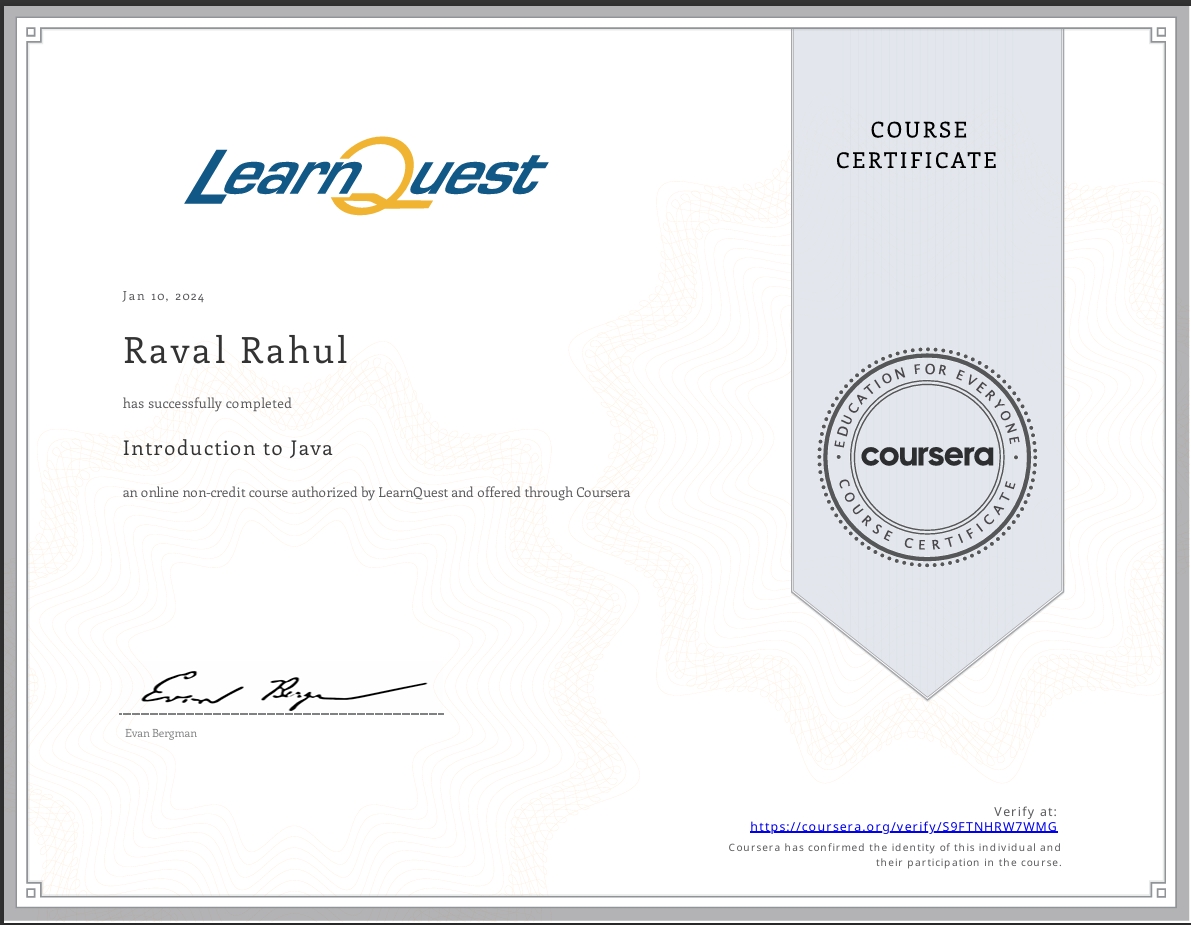 LearnQuest
COURSE
CERTIFICATE
Jan 10, 2024
Raval Rahul
has successfully completed
Introduction to Java
an online non-credit course authorized by LearnQuest and offered through Coursera
EDUCATION FOR EVERYONE
coursera
COURSE CERTIFICATE
Evan Bergman
Evan Bergman
Verify at:
https://coursera.org/verify/S9FTNHRW7WMG
Coursera has confirmed the identity of this individual and
their participation in the course.